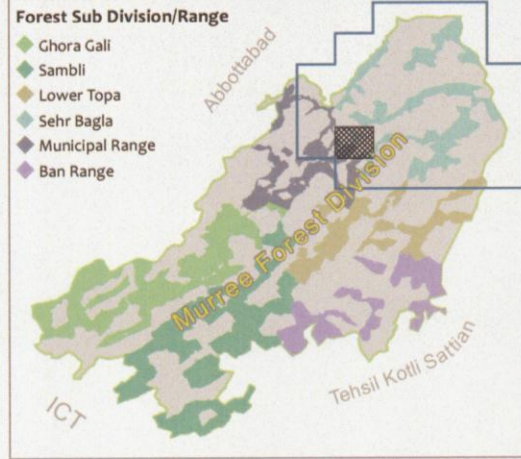 Forest Sub Division/Range
Ghora Gali
Sambli
Lower Topa
Sehr Bagla
Municipal Range
Ban Range
Abbottabad
Murree Forest Division
Tehsil Kotli Sattian
ICT